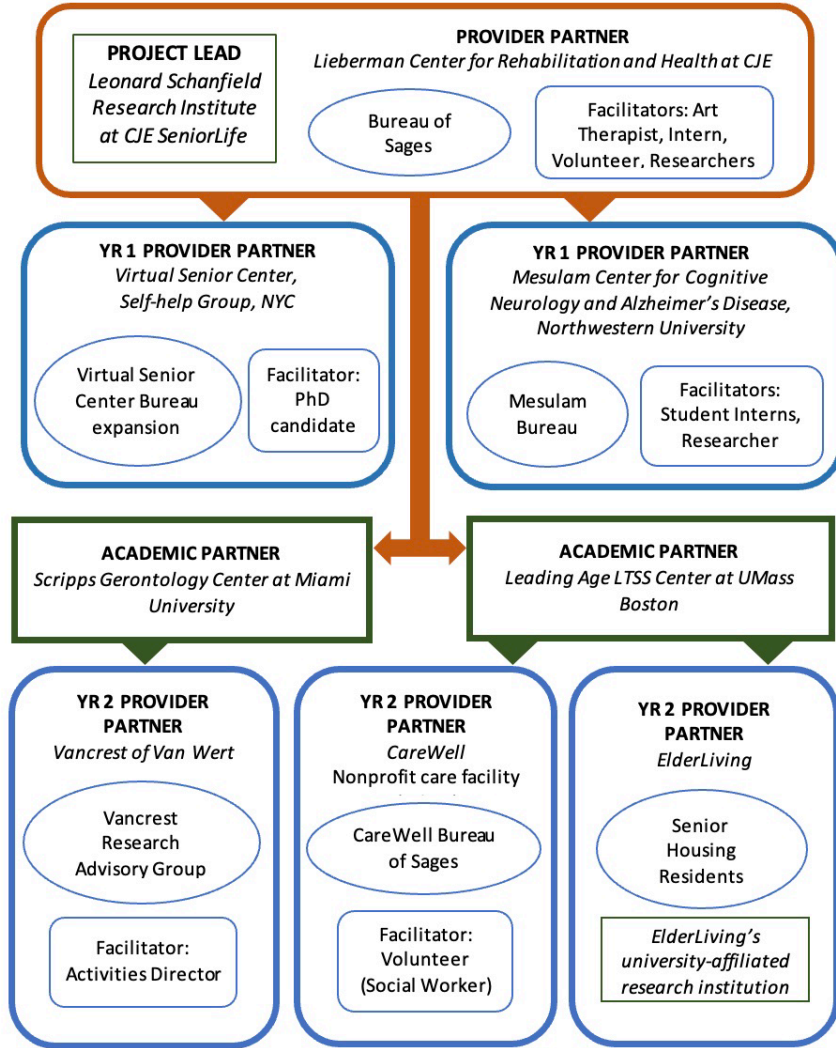 PROJECT LEAD
Leonard Schanfield
Research Institute
at CJE SeniorLife
PROVIDER PARTNER
Lieberman Center for Rehabilitation and Health at CJE
Bureau of
Sages
Facilitators: Art
Therapist, Intern,
Volunteer, Researchers
YR 1 PROVIDER PARTNER
Virtual Senior Center,
Self-help Group, NYC
Virtual Senior
Center Bureau
expansion
Facilitator:
PhD
candidate
YR 1 PROVIDER PARTNER
Mesulam Center for Cognitive
Neurology and Alzheimer’s Disease,
Northwestern University
Mesulam
Bureau
Facilitators:
Student Interns,
Researcher
ACADEMIC PARTNER
Scripps Gerontology Center at Miami
University
ACADEMIC PARTNER
Leading Age LTSS Center at UMass
Boston
YR 2 PROVIDER
PARTNER
Vancrest of Van Wert
Vancrest
Research
Advisory Group
Facilitator:
Activities Director
YR 2 PROVIDER
PARTNER
CareWell
Nonprofit care facility
CareWell Bureau
of Sages
Facilitator:
Volunteer
(Social Worker)
YR 2 PROVIDER
PARTNER
ElderLiving
Senior
Housing
Residents
ElderLiving’s
university-affiliated
research institution